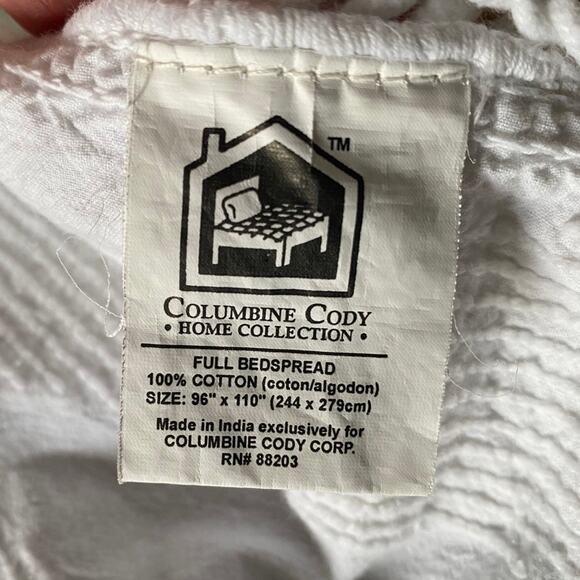 TM
COLUMBINE CODY
• HOME COLLECTION •
FULL BEDSPREAD
100% COTTON (coton/algodon)
SIZE: 96" x 110" (244 x 279cm)
Made in India exclusively for
COLUMBINE CODY CORP.
RN# 88203